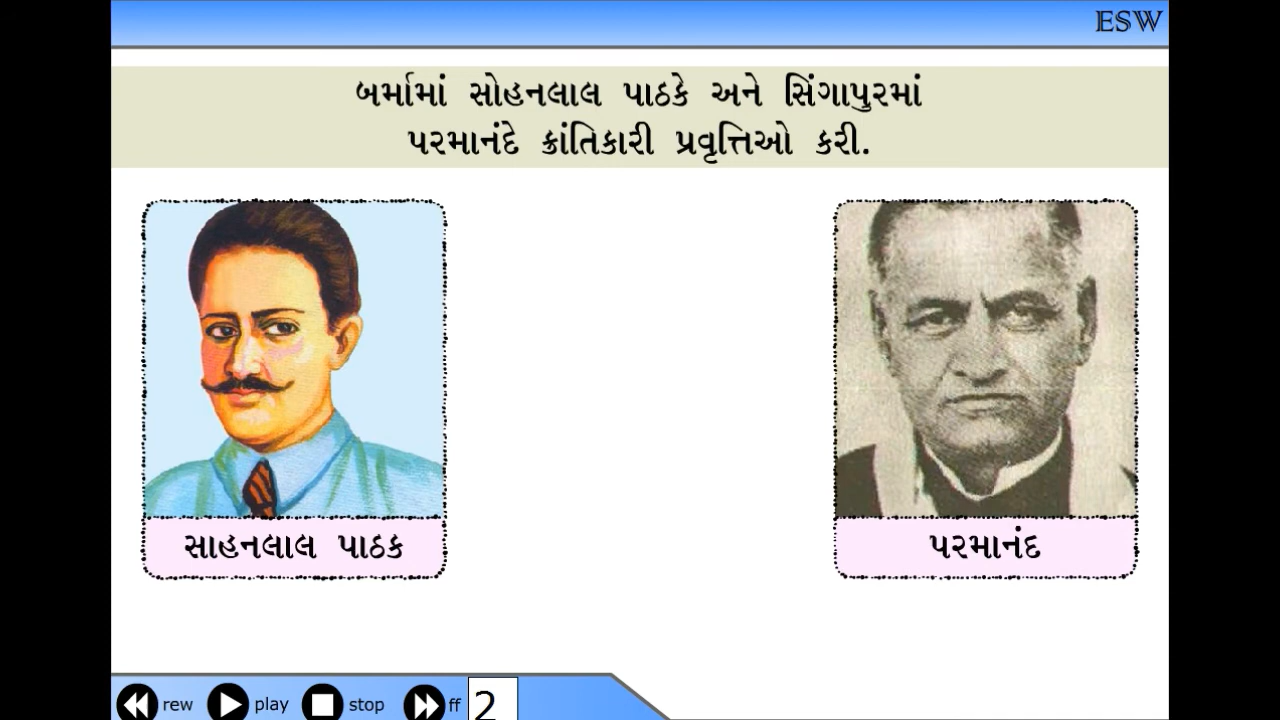 ESW
બર્મામાં સોહનલાલ પાઠકે અને સિંગાપુરમાં
પરમાનંદે ક્રાંતિકારી પ્રવૃત્તિઓ કરી.
સાહનલાલ પાઠક
પરમાનંદ
rew play stop ff 2